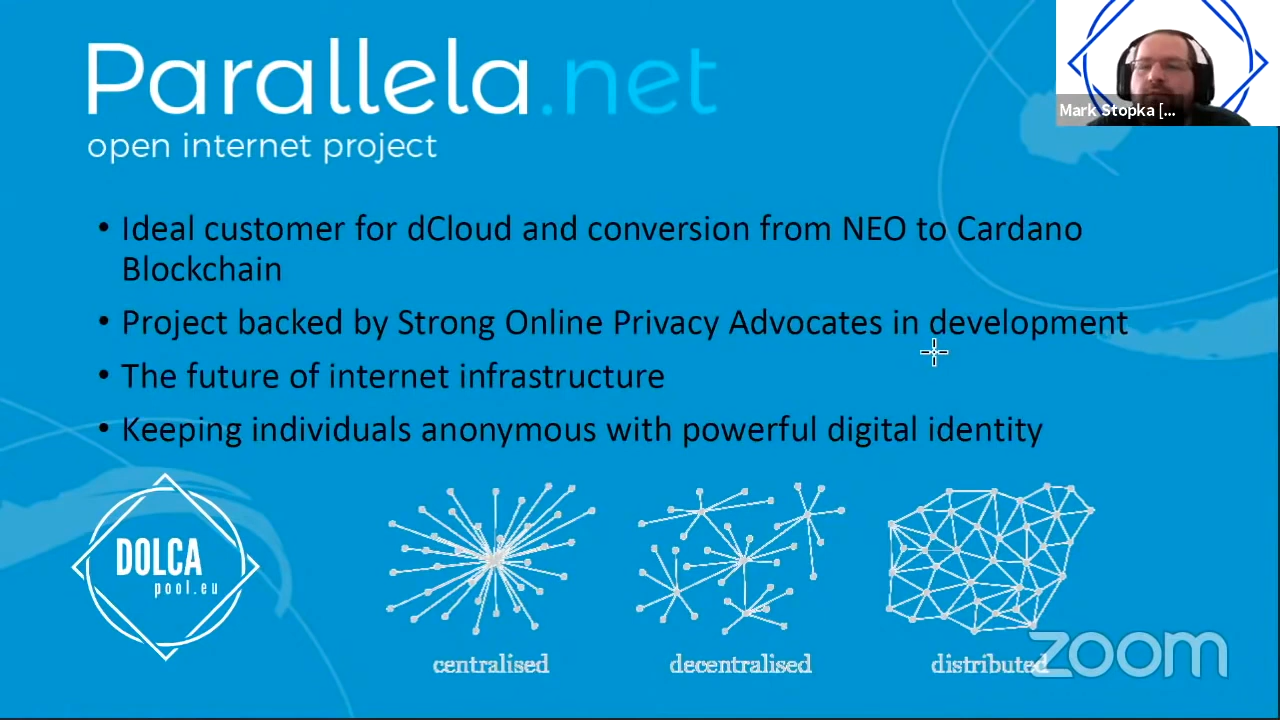 Parallela.net
open internet project
Mark Stopka [...
• Ideal customer for dCloud and conversion from NEO to Cardano
Blockchain
• Project backed by Strong Online Privacy Advocates in development
• The future of internet infrastructure
• Keeping individuals anonymous with powerful digital identity
DOLCA
pool.eu
centralised
decentralised
distributed
zoom